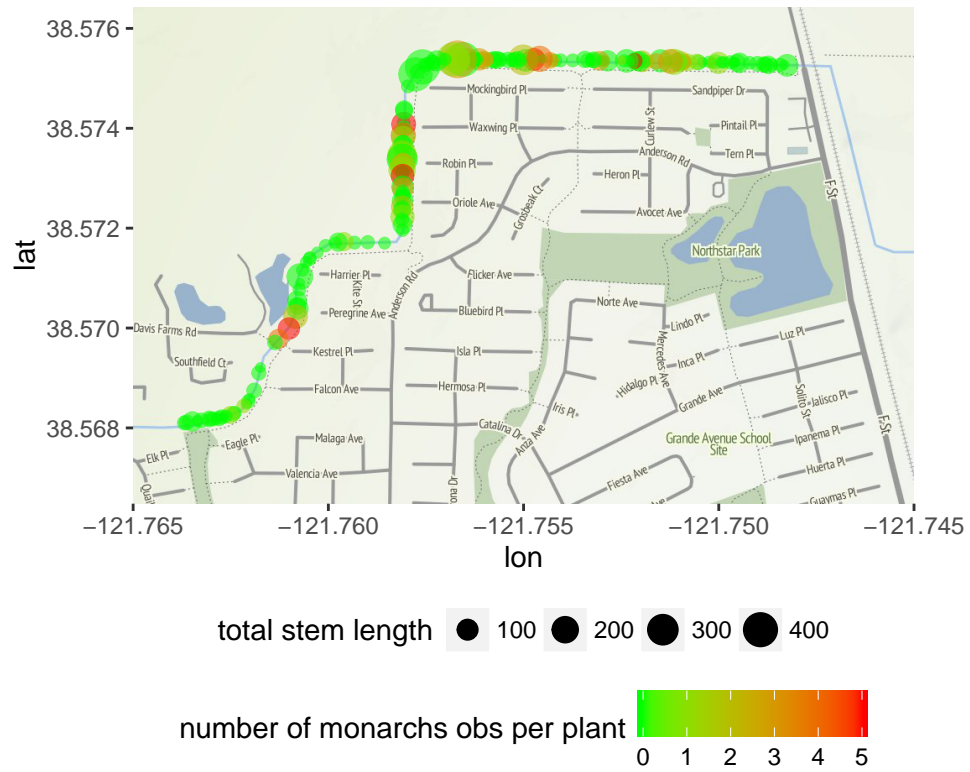 38.576
38.574
38.572
38.570
38.568
lat
Mockingbird Pl
Sandpiper Dr
Waxwing Pl
Curlew St
Pintail Pl
Anderson Rd
Tern Pl
Robin Pl
Heron Pl
F St
Oriole Ave
Grosbeak Ct
Avocet Ave
Northstar Park
Harrier Pl
Kite St
Anderson Rd
Flicker Ave
Peregrine Ave
Bluebird Pl
Norte Ave
Lindo Pl
Davis Farms Rd
Luz Pl
Mercedes Ave
Southfield Ct
Kestrel Pl
Isla Pl
Inca Pl
Falcon Ave
Hermosa Pl
Hidalgo Pl
Grande Ave
Solito St
Jalisco Pl
Iris Pl
F St
Catalina Dr
Anza Ave
Eagle Pl
Malaga Ave
Grande Avenue School
Site
Ipanema Pl
Elk Pl
Valencia Ave
Fiesta Ave
Huerta Pl
Quai
ona Dr
Guaymas Pl
−121.765
−121.760
−121.755
−121.750
−121.745
lon
total stem length
100
200
300
400
number of monarchs obs per plant
0
1
2
3
4
5